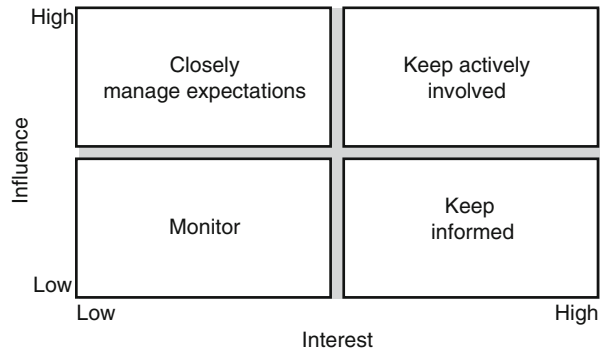 High
Closely
manage expectations
Keep actively
involved
Influence
Monitor
Keep
informed
Low
Low
High
Interest